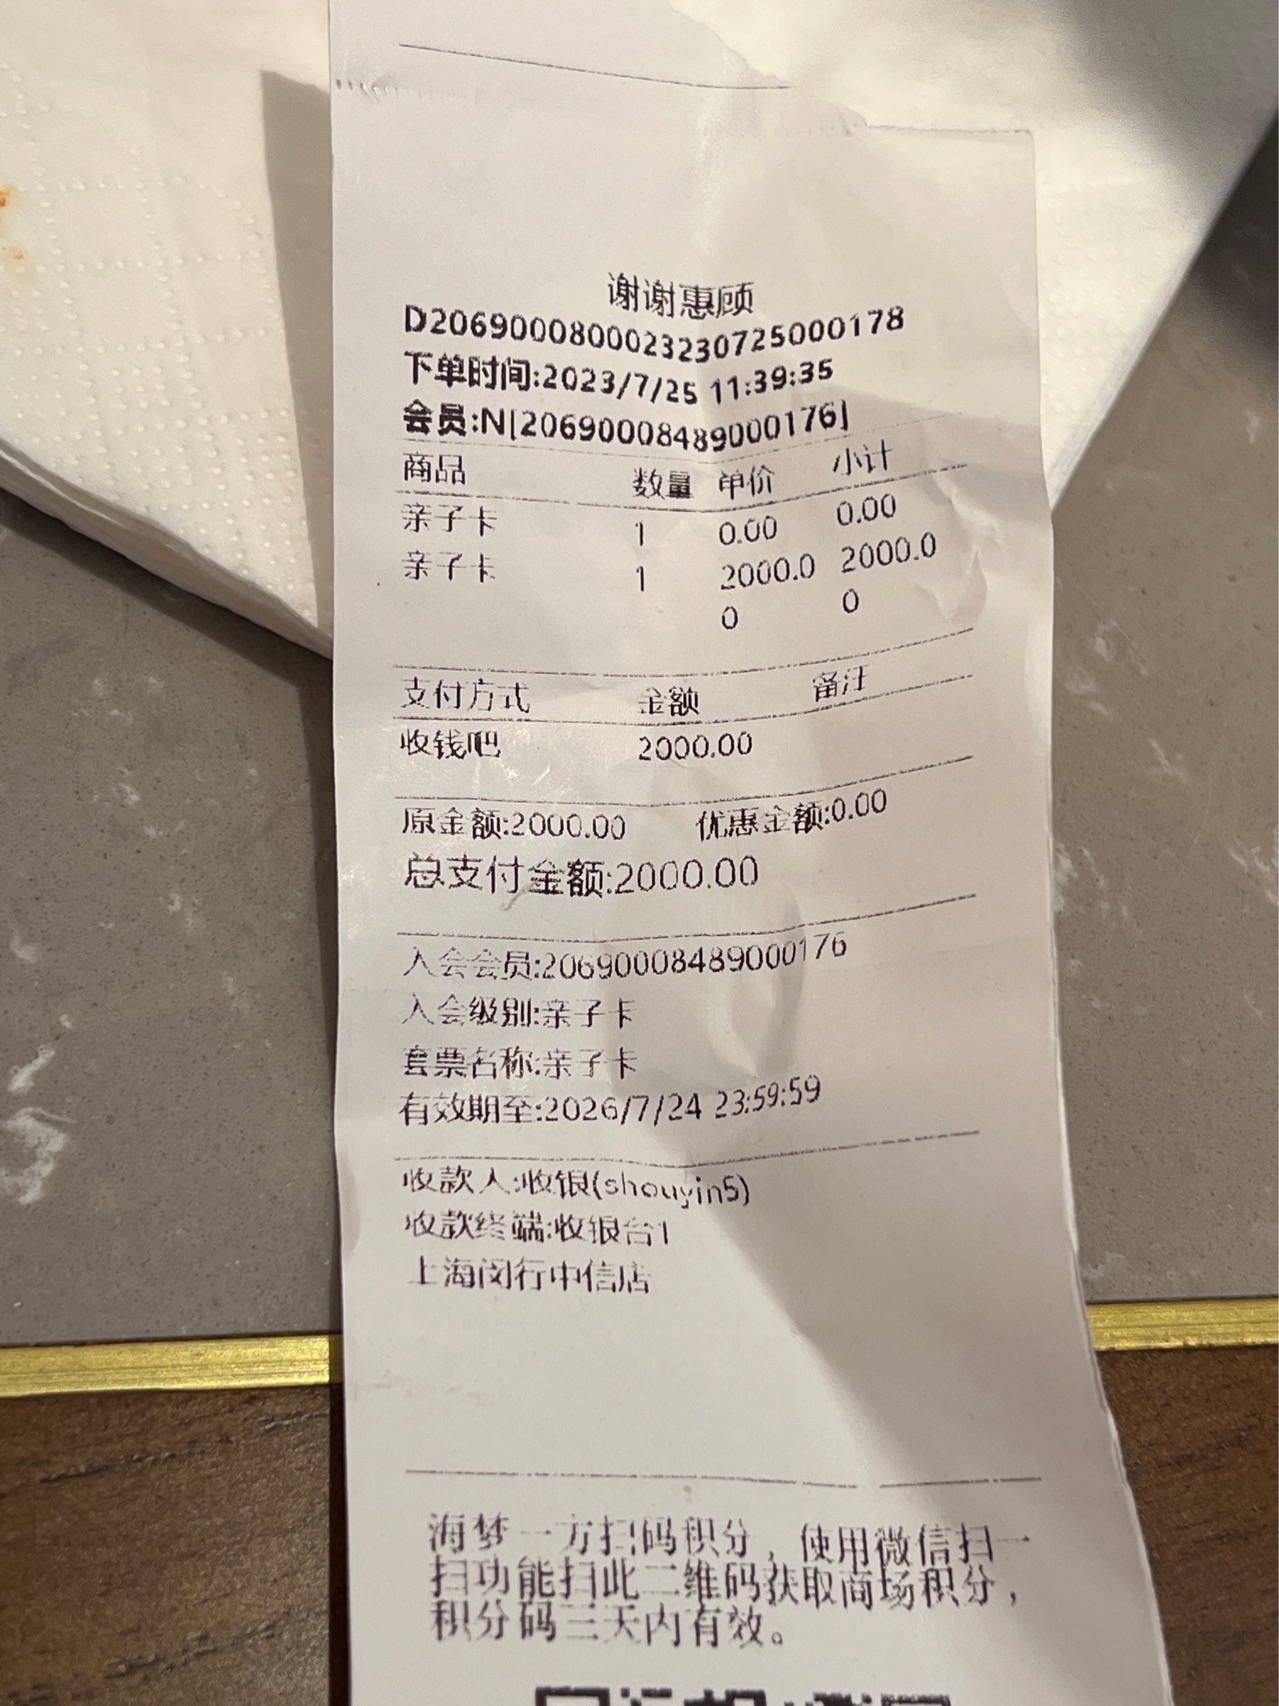 谢谢惠顾
D2069000800023230725000178
下单时间:2023/7/25 11:39:35
会员:N[20690008489000176]
商品 数量 单价 小计
亲子卡 1 0.00 0.00
亲子卡 1 2000.0 2000.0
0 0
支付方式 金额 备注
收钱吧 2000.00
原金额:2000.00 优惠金额:0.00
总支付金额:2000.00
入会会员:20690008489000176
入会级别:亲子卡
套票名称:亲子卡
有效期至:2026/7/24 23:59:59
收款人:收银(shouyin5)
收款终端:收银台1
上海闵行中信店
海梦一方扫码积分，使用微信扫一
扫功能扫此二维码获取商场积分，
积分码三天内有效。